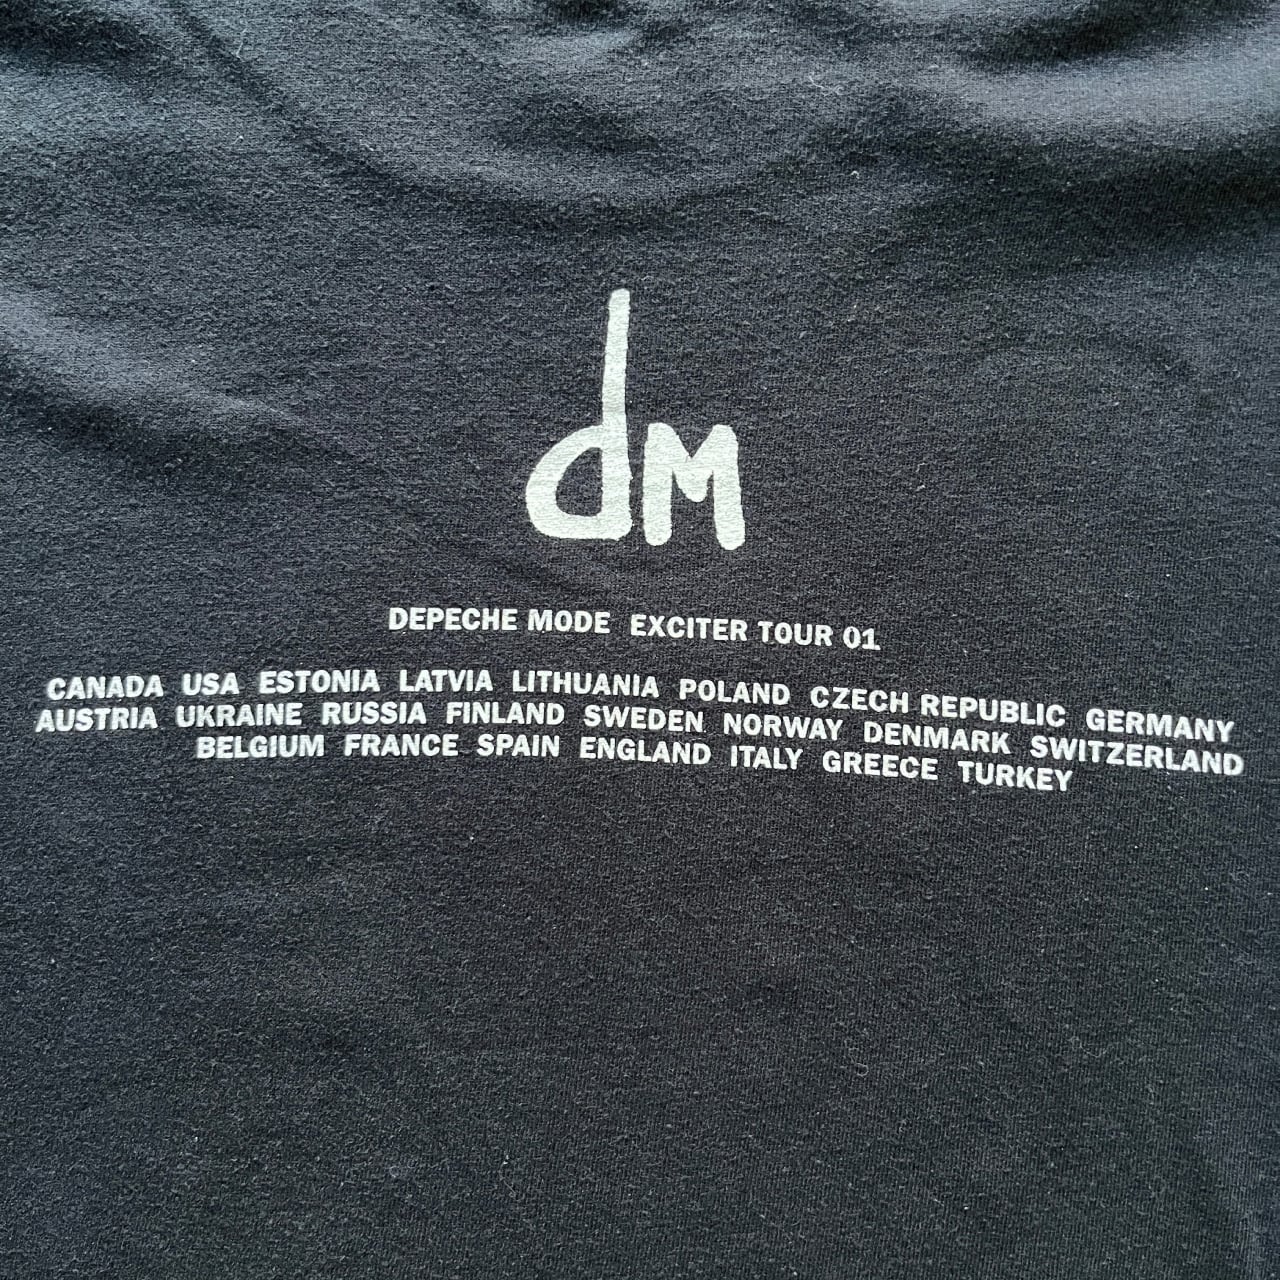 dM
DEPECHE MODE EXCITER TOUR 01
CANADA USA ESTONIA LATVIA LITHUANIA POLAND CZECH REPUBLIC GERMANY
AUSTRIA UKRAINE RUSSIA FINLAND SWEDEN NORWAY DENMARK SWITZERLAND
BELGIUM FRANCE SPAIN ENGLAND ITALY GREECE TURKEY